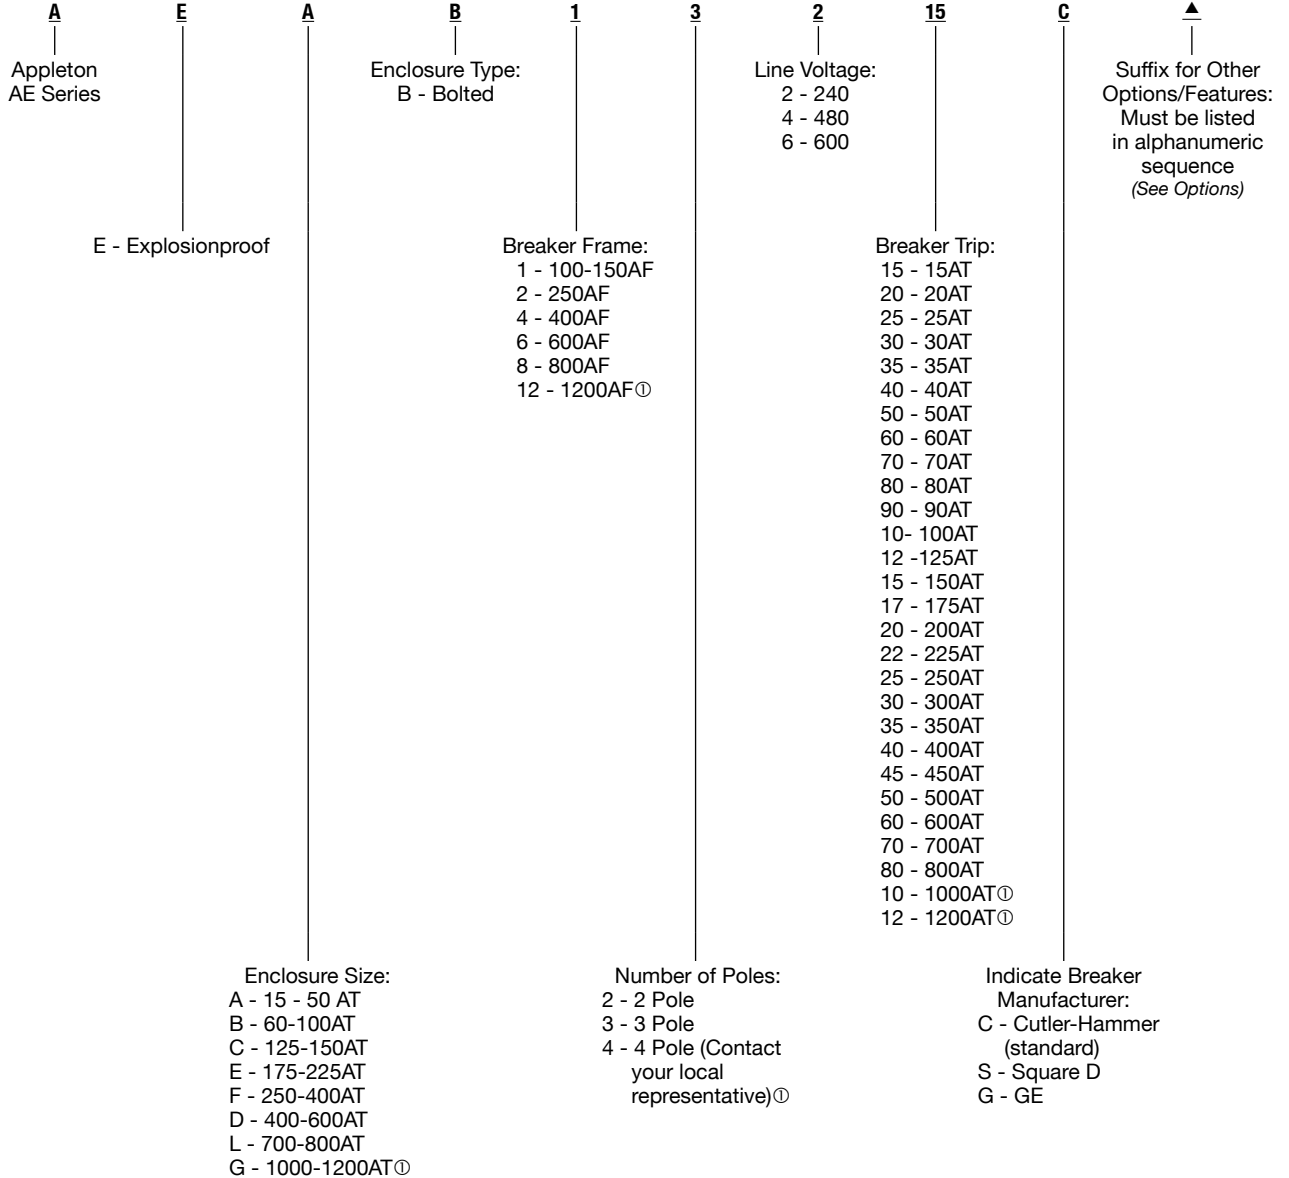 A E A B 1 3 2 15 C ▲
Appleton
AE Series
Enclosure Type:
B - Bolted
Line Voltage:
2 - 240
4 - 480
6 - 600
Suffix for Other
Options/Features:
Must be listed
in alphanumeric
sequence
(See Options)
E - Explosionproof
Breaker Frame:
1 - 100-150AF
2 - 250AF
4 - 400AF
6 - 600AF
8 - 800AF
12 - 1200AF①
Breaker Trip:
15 - 15AT
20 - 20AT
25 - 25AT
30 - 30AT
35 - 35AT
40 - 40AT
50 - 50AT
60 - 60AT
70 - 70AT
80 - 80AT
90 - 90AT
10- 100AT
12 -125AT
15 - 150AT
17 - 175AT
20 - 200AT
22 - 225AT
25 - 250AT
30 - 300AT
35 - 350AT
40 - 400AT
45 - 450AT
50 - 500AT
60 - 600AT
70 - 700AT
80 - 800AT
10 - 1000AT①
12 - 1200AT①
Enclosure Size:
A - 15 - 50 AT
B - 60-100AT
C - 125-150AT
E - 175-225AT
F - 250-400AT
D - 400-600AT
L - 700-800AT
G - 1000-1200AT①
Number of Poles:
2 - 2 Pole
3 - 3 Pole
4 - 4 Pole (Contact
your local
representative)①
Indicate Breaker
Manufacturer:
C - Cutler-Hammer
(standard)
S - Square D
G - GE